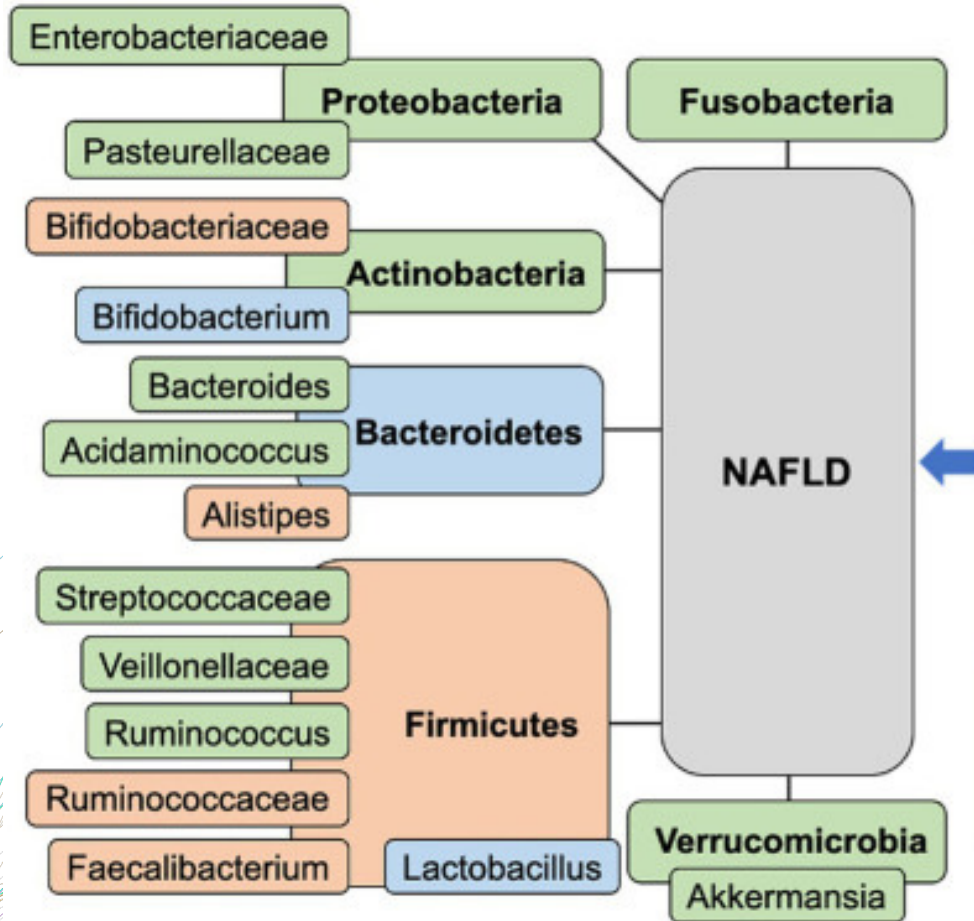 Enterobacteriaceae
Proteobacteria
Fusobacteria
Pasteurellaceae
Bifidobacteriaceae
Actinobacteria
Bifidobacterium
Bacteroides
Bacteroidetes
Acidaminococcus
Alistipes
NAFLD
Streptococcaceae
Veillonellaceae
Ruminococcus
Firmicutes
Ruminococcaceae
Faecalibacterium
Lactobacillus
Verrucomicrobia
Akkermansia